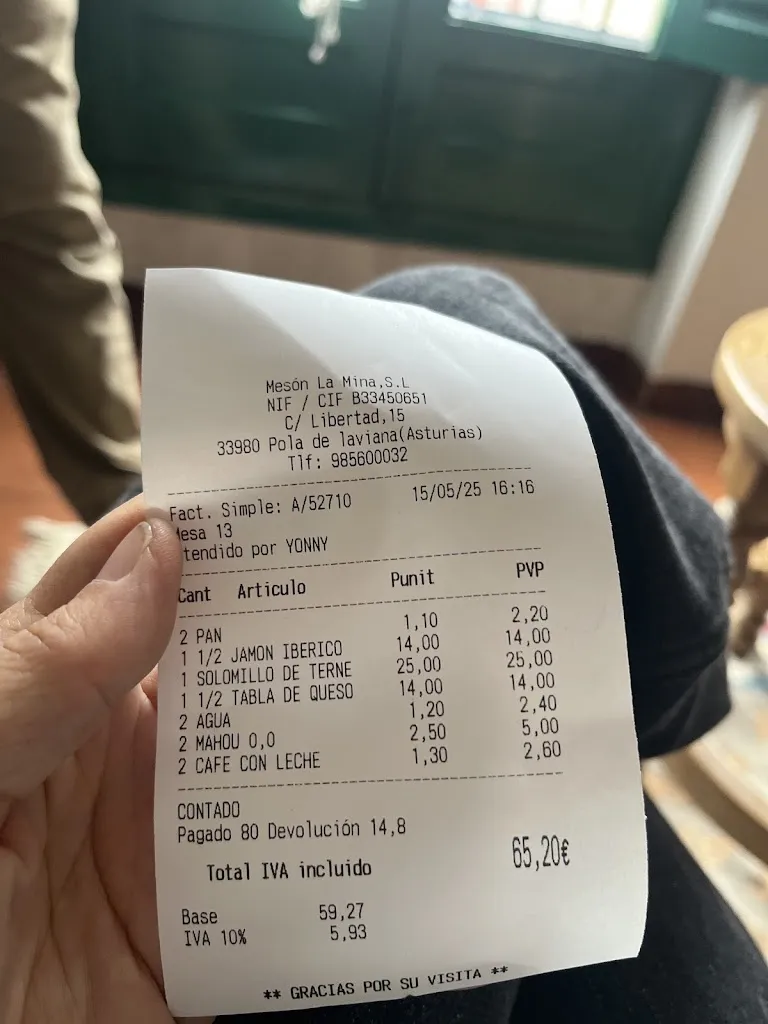 Mesón La Mina,S.L
NIF / CIF B33450651
C/ Libertad,15
33980 Pola de laviana(Asturias)
Tlf: 985600032
Fact. Simple: A/52710 15/05/25 16:16
Mesa 13
tendido por YONNY
Cant Articulo Punit PVP
2 PAN 1,10 2,20
1 1/2 JAMON IBERICO 14,00 14,00
1 SOLOMILLO DE TERNE 25,00 25,00
1 1/2 TABLA DE QUESO 14,00 14,00
2 AGUA 1,20 2,40
2 MAHOU 0,0 2,50 5,00
2 CAFE CON LECHE 1,30 2,60
CONTADO
Pagado 80 Devolución 14,8
Total IVA incluido 65,20€
Base 59,27
IVA 10% 5,93
** GRACIAS POR SU VISITA **